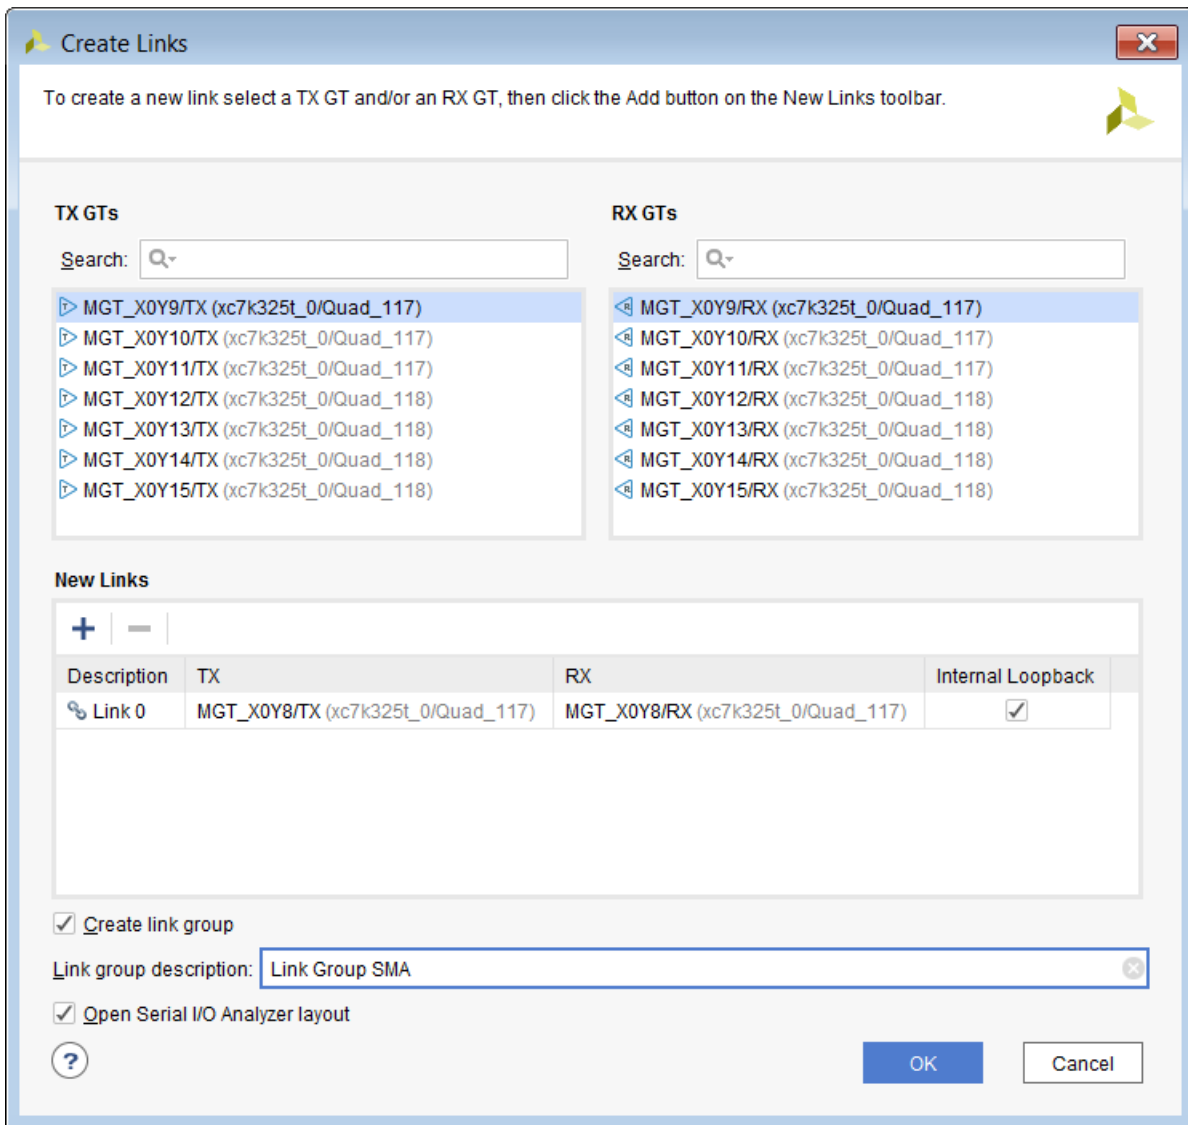 Create Links
To create a new link select a TX GT and/or an RX GT, then click the Add button on the New Links toolbar.
TX GTs
Search:
MGT_X0Y9/TX (xc7k325t_0/Quad_117)
MGT_X0Y10/TX (xc7k325t_0/Quad_117)
MGT_X0Y11/TX (xc7k325t_0/Quad_117)
MGT_X0Y12/TX (xc7k325t_0/Quad_118)
MGT_X0Y13/TX (xc7k325t_0/Quad_118)
MGT_X0Y14/TX (xc7k325t_0/Quad_118)
MGT_X0Y15/TX (xc7k325t_0/Quad_118)
RX GTs
Search:
MGT_X0Y9/RX (xc7k325t_0/Quad_117)
MGT_X0Y10/RX (xc7k325t_0/Quad_117)
MGT_X0Y11/RX (xc7k325t_0/Quad_117)
MGT_X0Y12/RX (xc7k325t_0/Quad_118)
MGT_X0Y13/RX (xc7k325t_0/Quad_118)
MGT_X0Y14/RX (xc7k325t_0/Quad_118)
MGT_X0Y15/RX (xc7k325t_0/Quad_118)
New Links
Description TX RX Internal Loopback
Link 0 MGT_X0Y8/TX (xc7k325t_0/Quad_117) MGT_X0Y8/RX (xc7k325t_0/Quad_117)
Create link group
Link group description: Link Group SMA
Open Serial I/O Analyzer layout
? OK Cancel